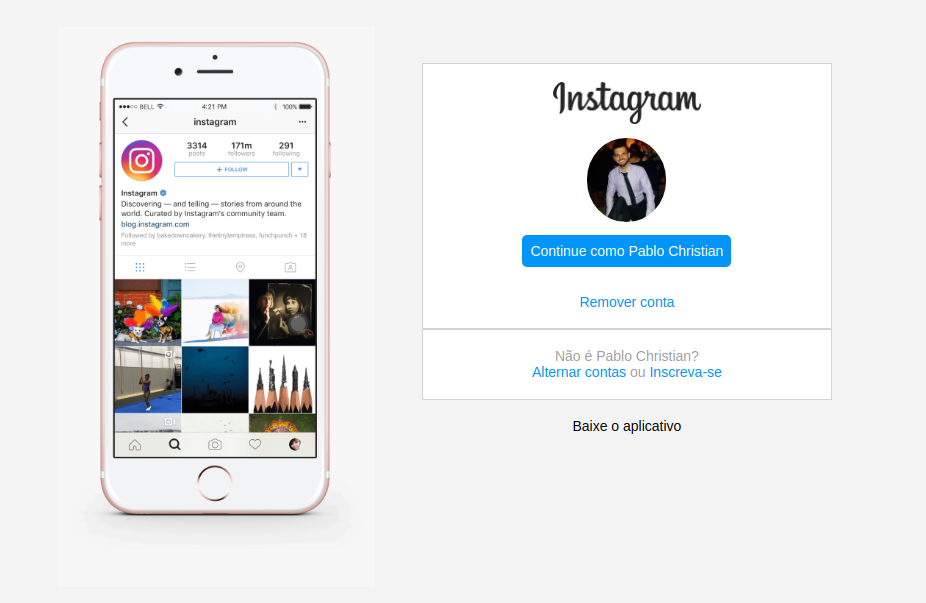 BELL 4:21 PM 100%
instagram
3314 171m 291
posts followers following
+ FOLLOW
Instagram
Discovering — and telling — stories from around the
world. Curated by Instagram's community team.
blog.instagram.com
Followed by bakedowncakery, thetinytemptress, lunchpunch + 18
more
Instagram
Continue como Pablo Christian
Remover conta
Não é Pablo Christian?
Alternar contas ou Inscreva-se
Baixe o aplicativo